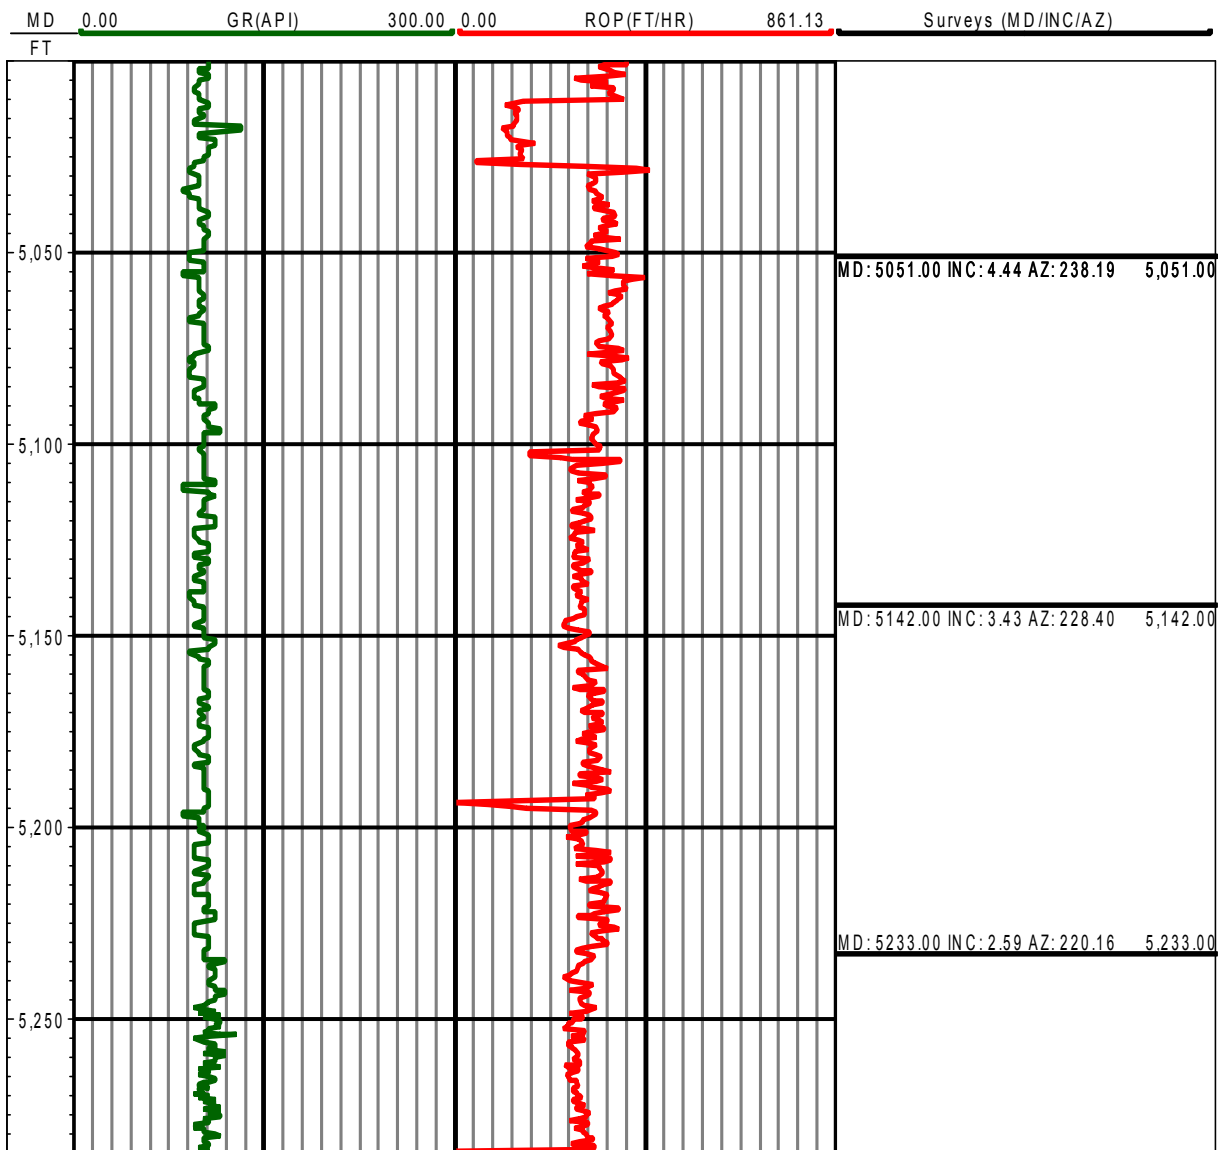 MD 0.00 GR(API) 300.00 0.00 ROP(FT/HR) 861.13 Surveys (MD/INC/AZ)
FT
5,050
MD:5051.00 INC:4.44 AZ:238.19 5,051.00
5,100
MD:5142.00 INC:3.43 AZ:228.40 5,142.00
5,150
5,200
MD:5233.00 INC:2.59 AZ:220.16 5,233.00
5,250